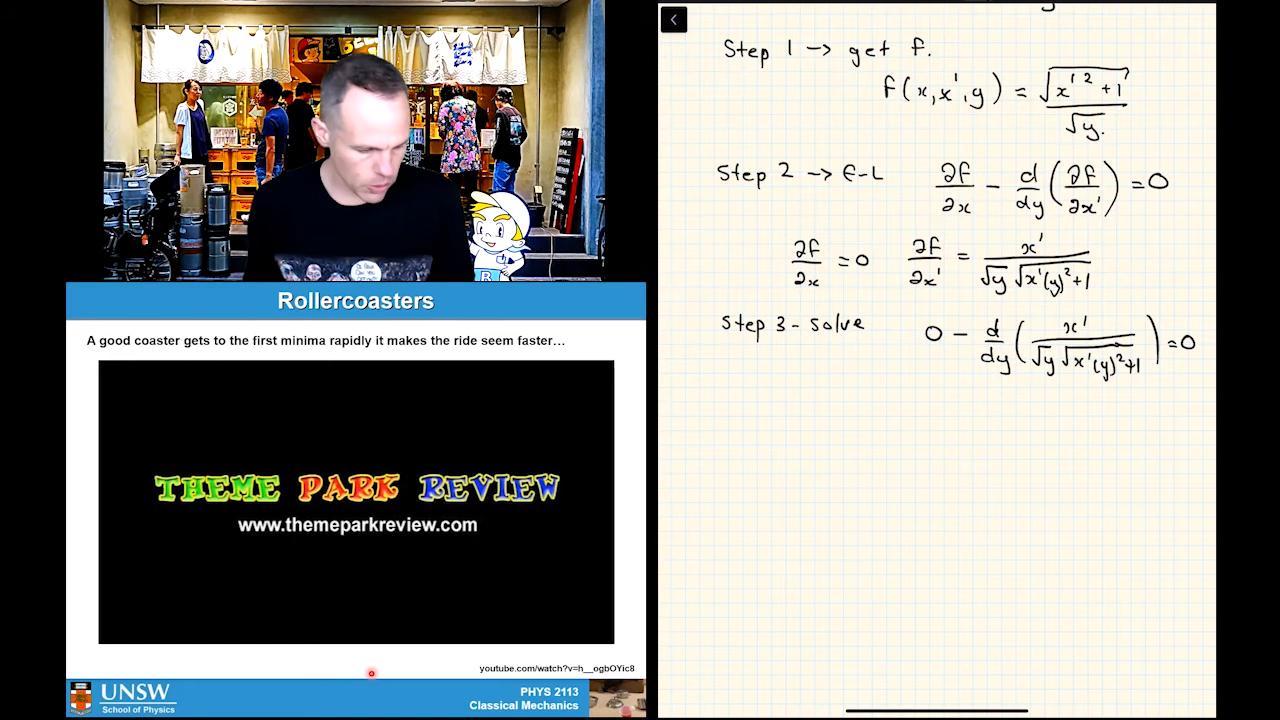 Rollercoasters
A good coaster gets to the first minima rapidly it makes the ride seem faster…
THEME PARK REVIEW
www.themeparkreview.com
youtube.com/watch?v=h__ogbOYic8
UNSW
School of Physics
PHYS 2113
Classical Mechanics
Step 1 → get f.
f(x,x',y) = √(x'² + 1) / √y.
Step 2 → E-L ∂f/∂x − d/dy (∂f/∂x') = 0
∂f/∂x = 0 ∂f/∂x' = x' / √y √x'(y)²+1
Step 3 - Solve 0 − d/dy (x' / √y √x'(y)²+1) = 0